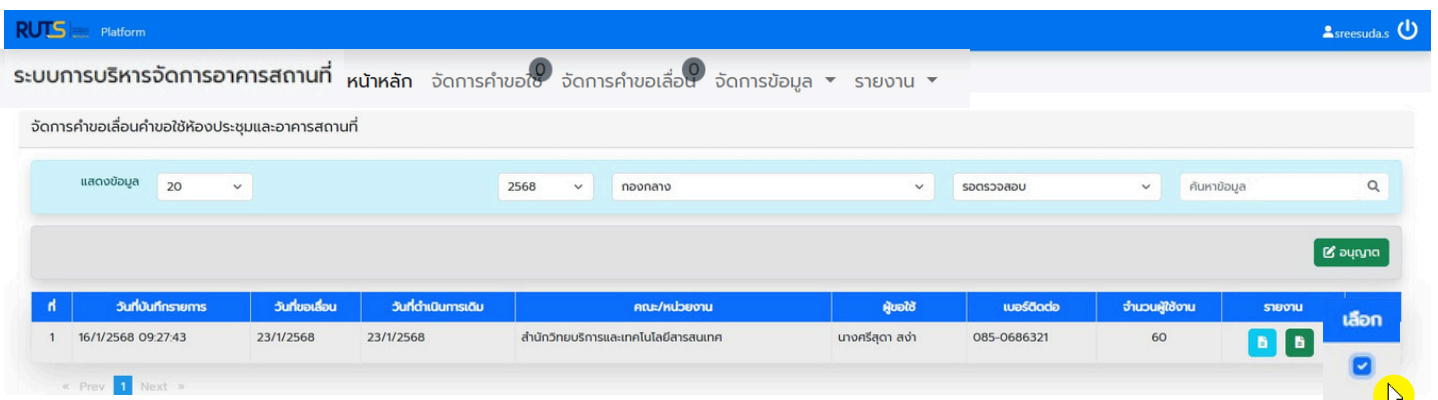 RUTS Platform sreesuda.s
ระบบการบริหารจัดการอาคารสถานที่ หน้าหลัก จัดการคำขอใช้ 0 จัดการคำขอเลื่อน 0 จัดการข้อมูล รายงาน
จัดการคำขอเลื่อนคำขอใช้ห้องประชุมและอาคารสถานที่
แสดงข้อมูล 20 2568 กองกลาง รอตรวจสอบ ค้นหาข้อมูล
อนุญาต
ที่ วันที่บันทึกรายการ วันที่ขอเลื่อน วันที่ดำเนินการเดิม คณะ/หน่วยงาน ผู้ขอใช้ เบอร์ติดต่อ จำนวนผู้ใช้งาน รายงาน เลือก
1 16/1/2568 09:27:43 23/1/2568 23/1/2568 สำนักวิทยบริการและเทคโนโลยีสารสนเทศ นางศรีสุดา สง่า 085-0686321 60
« Prev 1 Next »